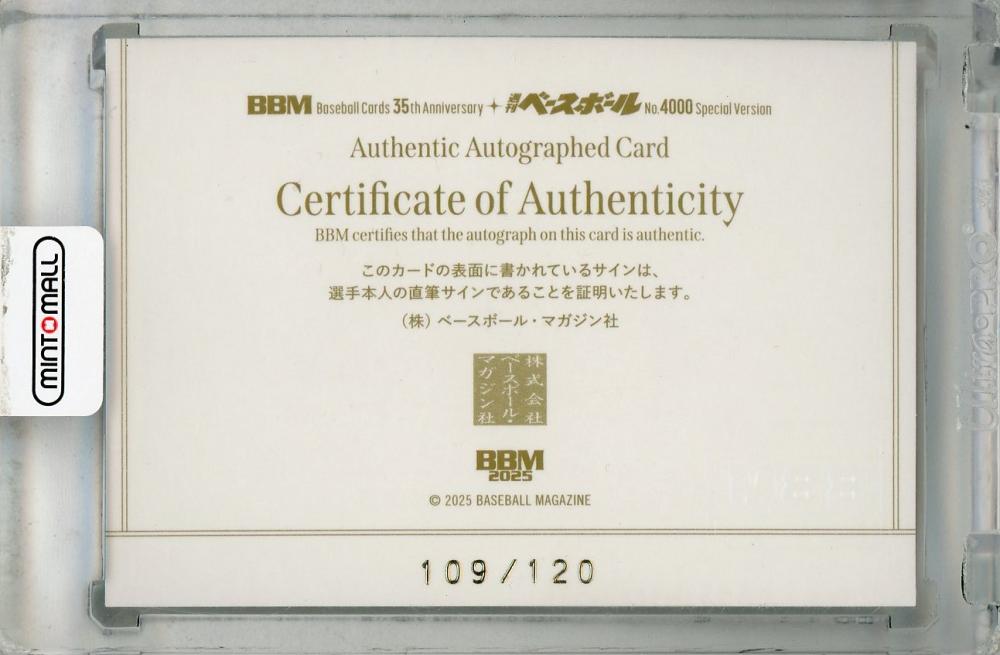 BBM Baseball Cards 35th Anniversary + 週刊ベースボール No.4000 Special Version
Authentic Autographed Card
Certificate of Authenticity
BBM certifies that the autograph on this card is authentic.
このカードの表面に書かれているサインは、
選手本人の直筆サインであることを証明いたします。
(株) ベースボール・マガジン社
株式会社
ベースボール・
マガジン社
BBM
2025
© 2025 BASEBALL MAGAZINE
109/120
MINTOMALL
UltraPRO